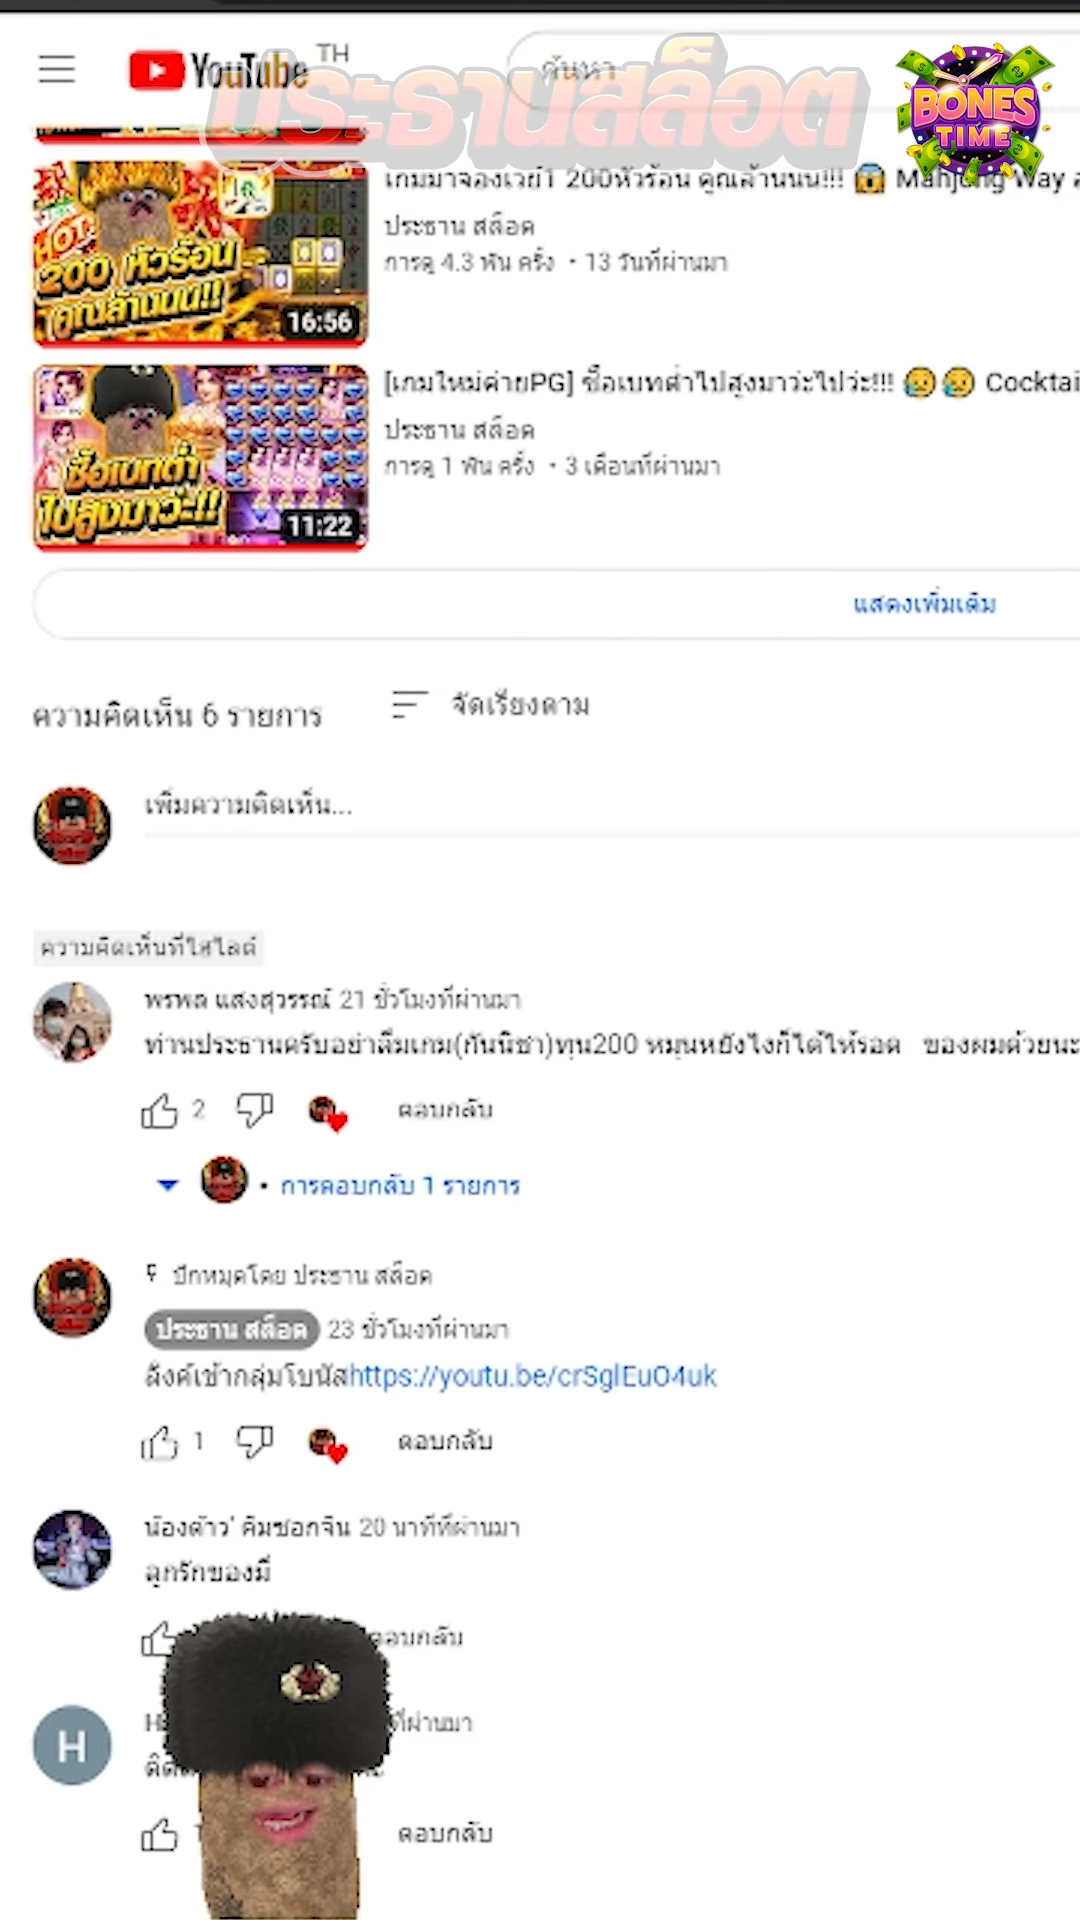 YouTube TH
ค้นหา
ประธานสล็อต
BONES
TIME
เกมมาจองเวย์1 200หัวร้อน คูณล้านนน!!! 😱 Mahjong Way
HOT
200 หัวร้อน
คูณล้านนน!!
16:56
ประธาน สล็อต
การดู 4.3 พัน ครั้ง • 13 วันที่ผ่านมา
[เกมใหม่ค่ายPG] ซื้อเบทต่ำไปสูงมาว่ะไปว่ะ!!! 😥😥 Cocktai
ซื้อเบทต่ำ
ไปสูงมาว่ะ!!
11:22
ประธาน สล็อต
การดู 1 พัน ครั้ง • 3 เดือนที่ผ่านมา
แสดงเพิ่มเติม
ความคิดเห็น 6 รายการ
จัดเรียงตาม
เพิ่มความคิดเห็น...
ความคิดเห็นที่ไฮไลต์
พรพล แสงสุวรรณ์ 21 ชั่วโมงที่ผ่านมา
ท่านประธานครับอย่าลืมเกม(กันนิชา)ทุน200 หมุนหยังไงก็ได้ให้รอด ของผมด้วยนะ
2
ตอบกลับ
• การตอบกลับ 1 รายการ
ปักหมุดโดย ประธาน สล็อต
ประธาน สล็อต 23 ชั่วโมงที่ผ่านมา
ลิ้งค์เข้ากลุ่มโบนัสhttps://youtu.be/crSglEuO4uk
1
ตอบกลับ
น้องต้าว' คิมซอกจิน 20 นาทีที่ผ่านมา
ลูกรักของมี๊
ตอบกลับ
H
ที่ผ่านมา
ตอบกลับ